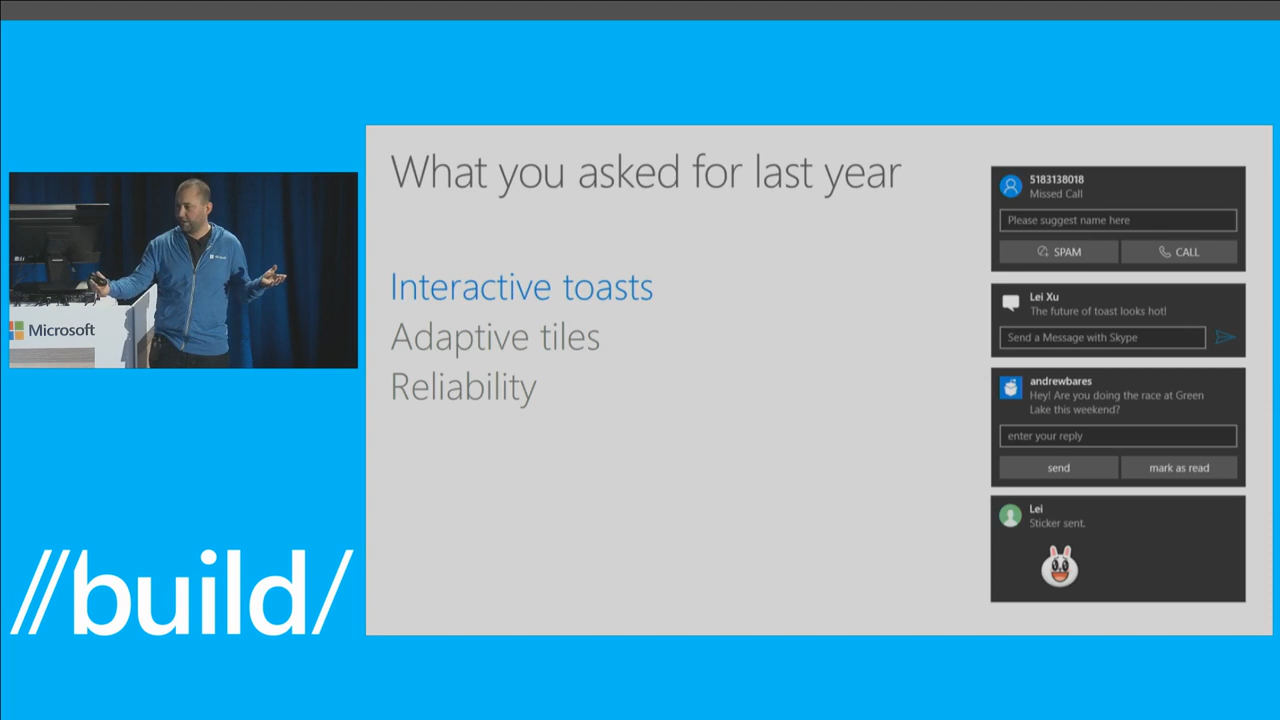 What you asked for last year
Interactive toasts
Adaptive tiles
Reliability
5183138018
Missed Call
Please suggest name here
SPAM
CALL
Lei Xu
The future of toast looks hot!
Send a Message with Skype
andrewbares
Hey! Are you doing the race at Green
Lake this weekend?
enter your reply
send
mark as read
Lei
Sticker sent.
Microsoft
//build/